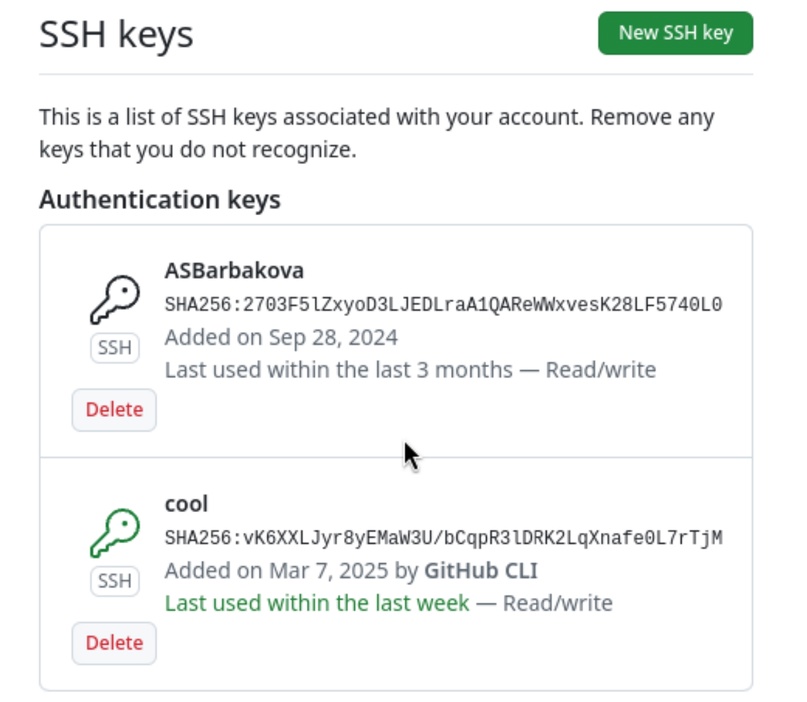 SSH keys
New SSH key
This is a list of SSH keys associated with your account. Remove any
keys that you do not recognize.
Authentication keys
ASBarbakova
SHA256:2703F5lZxyoD3LJEDLraA1QAReWWxvesK28LF5740L0
Added on Sep 28, 2024
Last used within the last 3 months — Read/write
SSH
Delete
cool
SHA256:vK6XXLJyr8yEMaW3U/bCqpR3lDRK2LqXnafe0L7rTjM
Added on Mar 7, 2025 by GitHub CLI
Last used within the last week — Read/write
SSH
Delete